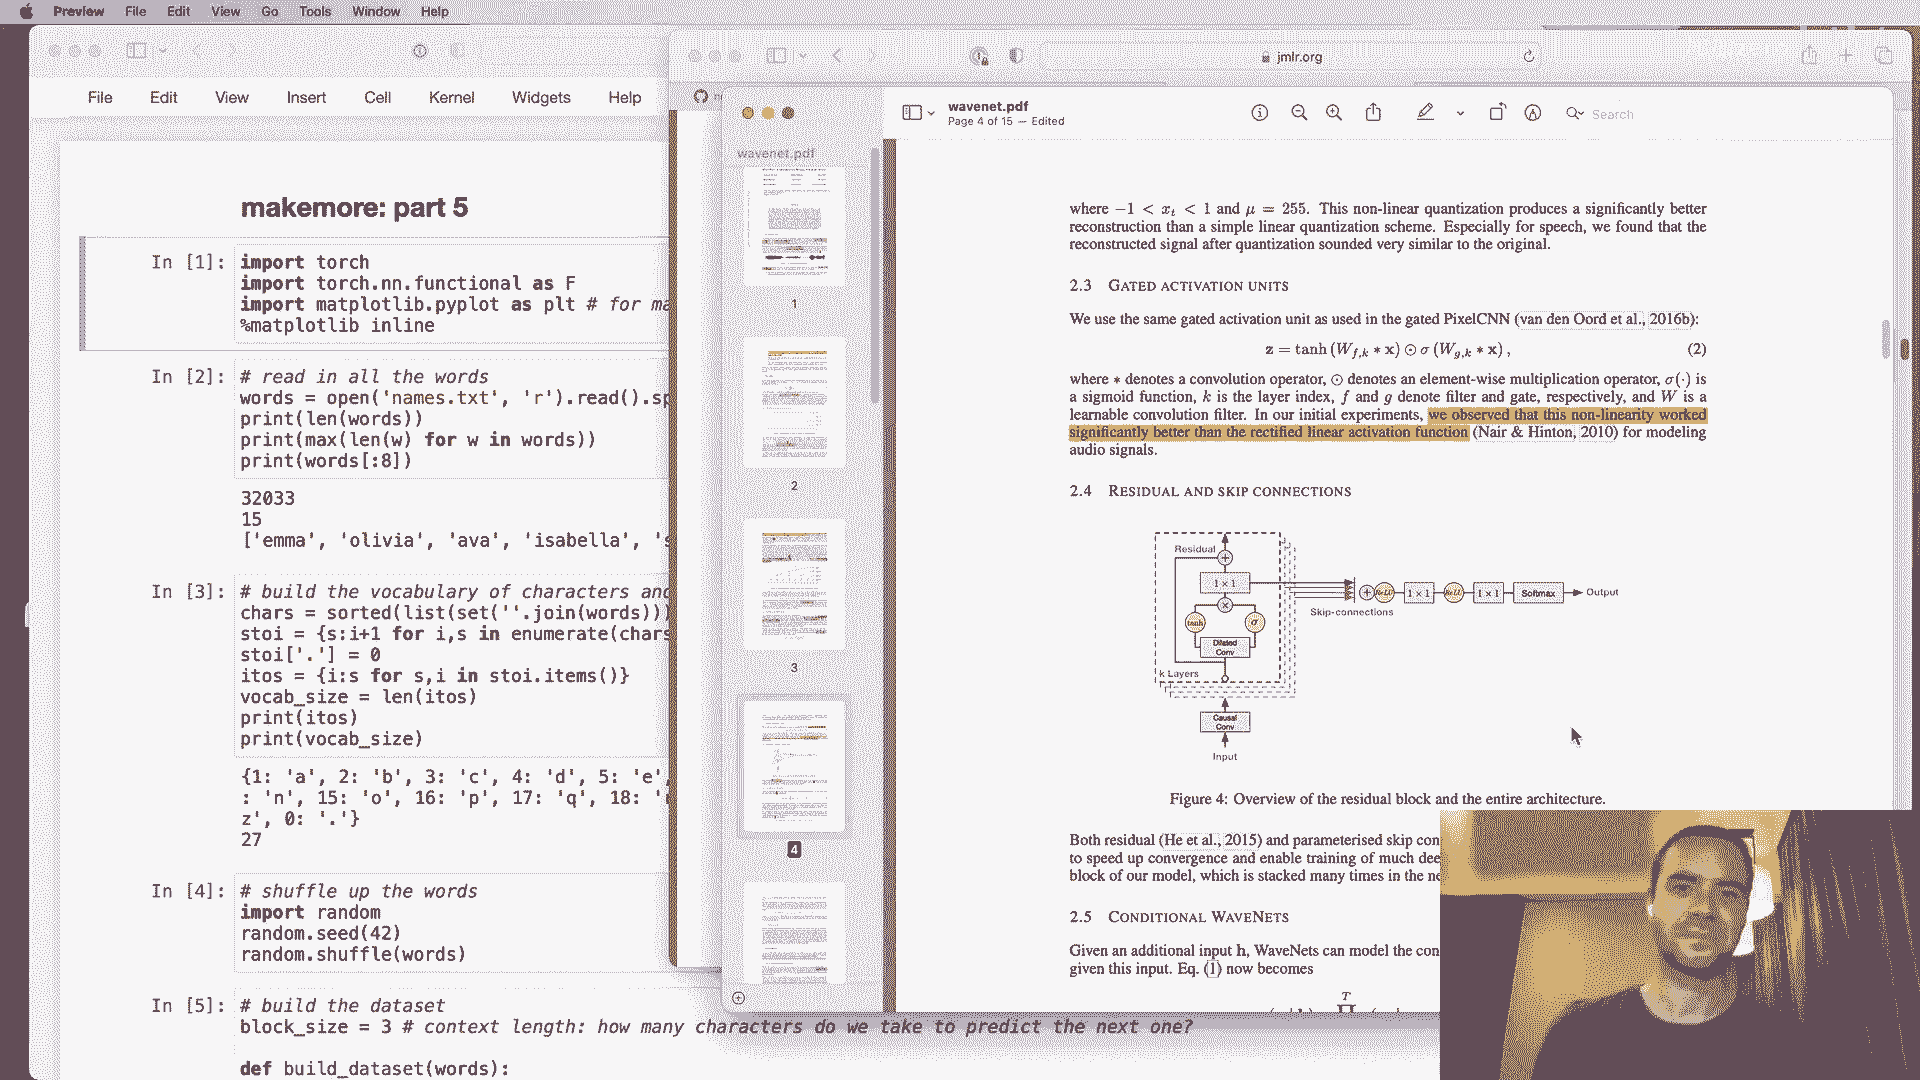 Preview File Edit View Go Tools Window Help
File Edit View Insert Cell Kernel Widgets Help
makemore: part 5
In [1]: import torch
import torch.nn.functional as F
import matplotlib.pyplot as plt # for ma
%matplotlib inline
In [2]: # read in all the words
words = open('names.txt', 'r').read().sp
print(len(words))
print(max(len(w) for w in words))
print(words[:8])
32033
15
['emma', 'olivia', 'ava', 'isabella', 's
In [3]: # build the vocabulary of characters and
chars = sorted(list(set(''.join(words)))
stoi = {s:i+1 for i,s in enumerate(chars
stoi['.'] = 0
itos = {i:s for s,i in stoi.items()}
vocab_size = len(itos)
print(itos)
print(vocab_size)
{1: 'a', 2: 'b', 3: 'c', 4: 'd', 5: 'e',
: 'n', 15: 'o', 16: 'p', 17: 'q', 18: '
z', 0: '.'}
27
In [4]: # shuffle up the words
import random
random.seed(42)
random.shuffle(words)
In [5]: # build the dataset
block_size = 3 # context length: how many characters do we take to predict the next one?
def build_dataset(words):
jmlr.org
wavenet.pdf
Page 4 of 15 — Edited
Search
wavenet.pdf
1
2
3
4
where −1 < xₜ < 1 and μ = 255. This non-linear quantization produces a significantly better
reconstruction than a simple linear quantization scheme. Especially for speech, we found that the
reconstructed signal after quantization sounded very similar to the original.
2.3 GATED ACTIVATION UNITS
We use the same gated activation unit as used in the gated PixelCNN (van den Oord et al., 2016b):
z = tanh (W_{f,k} ∗ x) ⊙ σ (W_{g,k} ∗ x) , (2)
where ∗ denotes a convolution operator, ⊙ denotes an element-wise multiplication operator, σ(·) is
a sigmoid function, k is the layer index, f and g denote filter and gate, respectively, and W is a
learnable convolution filter. In our initial experiments, we observed that this non-linearity worked
significantly better than the rectified linear activation function (Nair & Hinton, 2010) for modeling
audio signals.
2.4 RESIDUAL AND SKIP CONNECTIONS
Residual
+
1 × 1
×
tanh σ
Dilated
Conv
k Layers
Causal
Conv
Input
Skip-connections
+ ReLU 1 × 1 ReLU 1 × 1 Softmax Output
Figure 4: Overview of the residual block and the entire architecture.
Both residual (He et al., 2015) and parameterised skip con
to speed up convergence and enable training of much dee
block of our model, which is stacked many times in the ne
2.5 CONDITIONAL WAVENETS
Given an additional input h, WaveNets can model the con
given this input. Eq. (1) now becomes